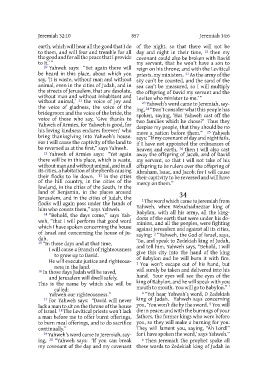 Jeremiah 32:10
857
Jeremiah 34:6
earth, which will hear all the good that I do
to them, and will fear and tremble for all
the good and for all the peace that I provide
to it.”
10 Yahweh says: “Yet again there will
be heard in this place, about which you
say, ‘It is waste, without man and without
animal, even in the cities of Judah, and in
the streets of Jerusalem, that are desolate,
without man and without inhabitant and
without animal,’ 11 the voice of joy and
the voice of gladness, the voice of the
bridegroom and the voice of the bride, the
voice of those who say, ‘Give thanks to
Yahweh of Armies, for Yahweh is good, for
his loving kindness endures forever;’ who
bring thanksgiving into Yahweh’s house.
For I will cause the captivity of the land to
be reversed as at the first,” says Yahweh.
12 Yahweh of Armies says: “Yet again
there will be in this place, which is waste,
without man and without animal, and in all
its cities, a habitation of shepherds causing
their flocks to lie down. 13 In the cities
of the hill country, in the cities of the
lowland, in the cities of the South, in the
land of Benjamin, in the places around
Jerusalem, and in the cities of Judah, the
flocks will again pass under the hands of
him who counts them,” says Yahweh.
14 “Behold, the days come,” says Yahweh,
“that I will perform that good word
which I have spoken concerning the house
of Israel and concerning the house of Judah.
15 “In those days and at that time,
I will cause a Branch of righteousness
to grow up to David.
He will execute justice and righteousness
in the land.
16 In those days Judah will be saved,
and Jerusalem will dwell safely.
This is the name by which she will be
called:
Yahweh our righteousness.”
17 For Yahweh says: “David will never
lack a man to sit on the throne of the house
of Israel. 18 The Levitical priests won’t lack
a man before me to offer burnt offerings,
to burn meal offerings, and to do sacrifice
continually.”
19 Yahweh’s word came to Jeremiah, saying,
20 “Yahweh says: ‘If you can break
my covenant of the day and my covenant
of the night, so that there will not be
day and night in their time, 21 then my
covenant could also be broken with David
my servant, that he won’t have a son to
reign on his throne; and with the Levitical
priests, my ministers. 22 As the army of the
sky can’t be counted, and the sand of the
sea can’t be measured, so I will multiply
the offspring of David my servant and the
Levites who minister to me.’”
23 Yahweh’s word came to Jeremiah, saying,
24 “Don’t consider what this people has
spoken, saying, ‘Has Yahweh cast off the
two families which he chose?’ Thus they
despise my people, that they should be no
more a nation before them.” 25 Yahweh
says: “If my covenant of day and night fails,
if I have not appointed the ordinances of
heaven and earth, 26 then I will also cast
away the offspring of Jacob, and of David
my servant, so that I will not take of his
offspring to be rulers over the offspring of
Abraham, Isaac, and Jacob; for I will cause
their captivity to be reversed and will have
mercy on them.”
34
1 The word which came to Jeremiah from
Yahweh, when Nebuchadnezzar king of
Babylon, with all his army, all the kingdoms
of the earth that were under his dominion,
and all the peoples, were fighting
against Jerusalem and against all its cities,
saying: 2 “Yahweh, the God of Israel, says,
‘Go, and speak to Zedekiah king of Judah,
and tell him, Yahweh says, “Behold, I will
give this city into the hand of the king
of Babylon and he will burn it with fire.
3 You won’t escape out of his hand, but
will surely be taken and delivered into his
hand. Your eyes will see the eyes of the
king of Babylon, and he will speak with you
mouth to mouth. You will go to Babylon.”’
4 “Yet hear Yahweh’s word, O Zedekiah
king of Judah. Yahweh says concerning
you, ‘You won’t die by the sword. 5 You will
die in peace; and with the burnings of your
fathers, the former kings who were before
you, so they will make a burning for you.
They will lament you, saying, “Ah Lord!”
for I have spoken the word,’ says Yahweh.”
6 Then Jeremiah the prophet spoke all
these words to Zedekiah king of Judah in